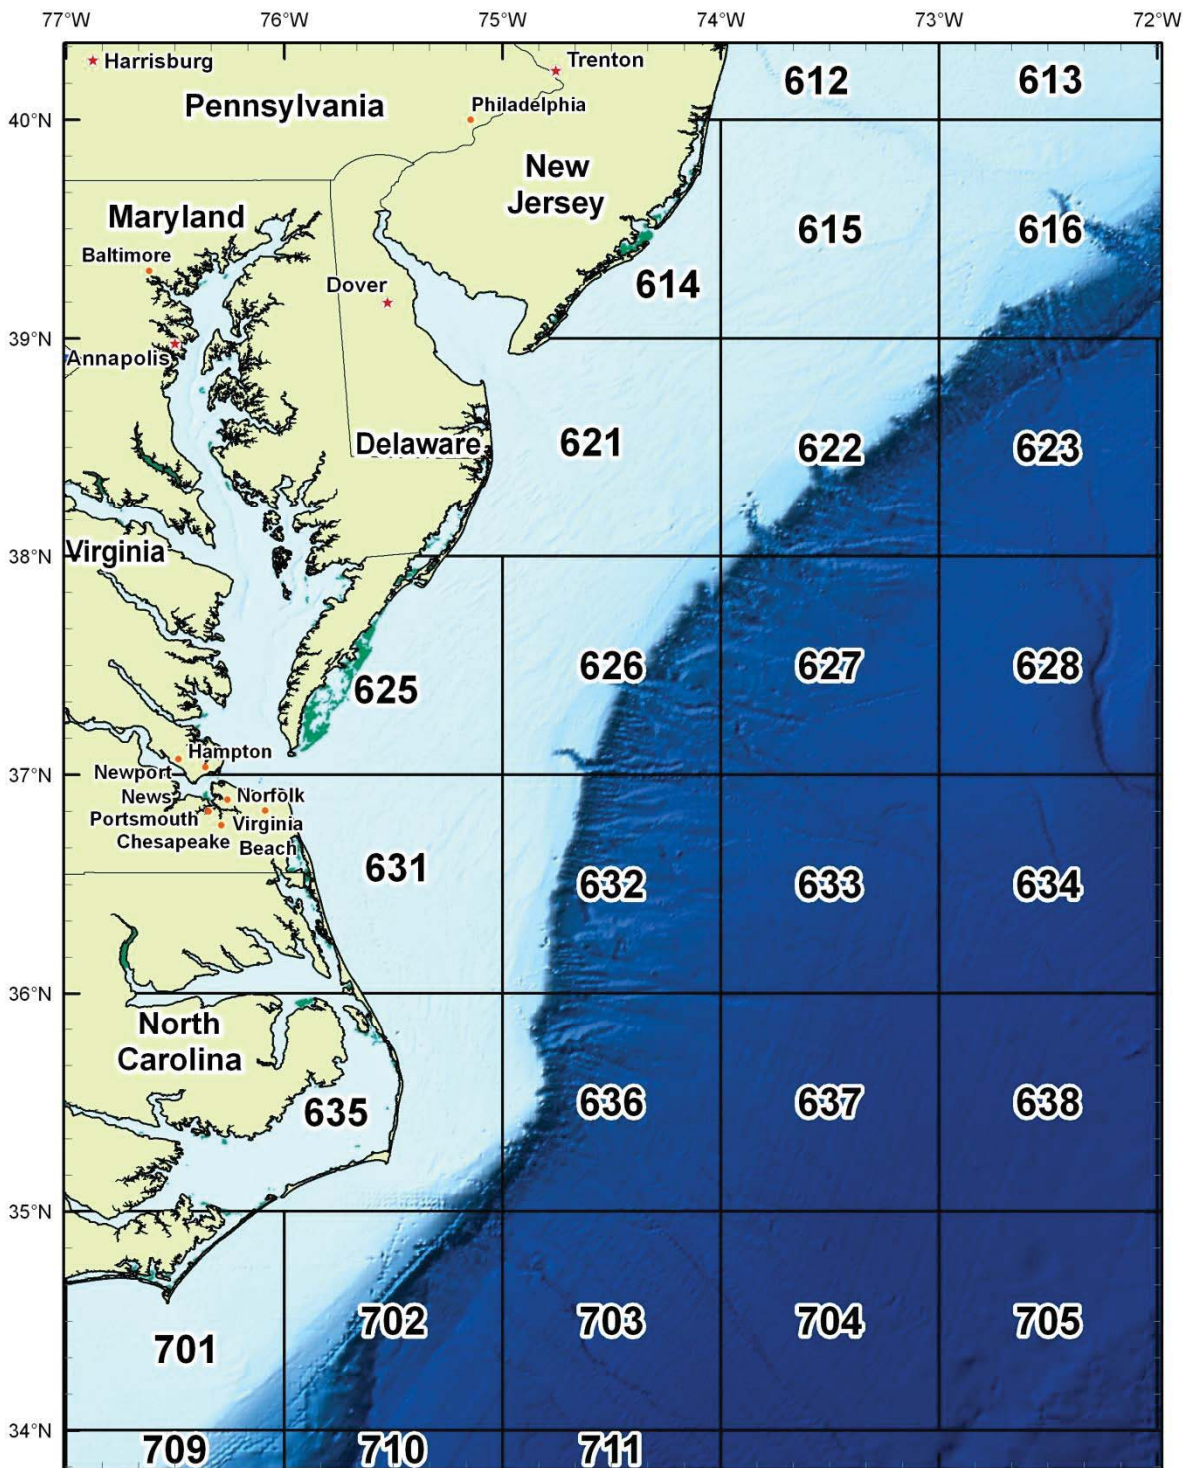 77°W 76°W 75°W 74°W 73°W 72°W
Harrisburg
Trenton
612
613
Pennsylvania
Philadelphia
40°N
New
Jersey
Maryland
615
616
Baltimore
Dover
614
39°N
Annapolis
Delaware
621
622
623
38°N
Virginia
626
627
628
625
Hampton
37°N
Newport
News
Norfolk
Portsmouth
Virginia
Beach
Chesapeake
631
632
633
634
36°N
North
Carolina
635
636
637
638
35°N
701
702
703
704
705
34°N
709
710
711